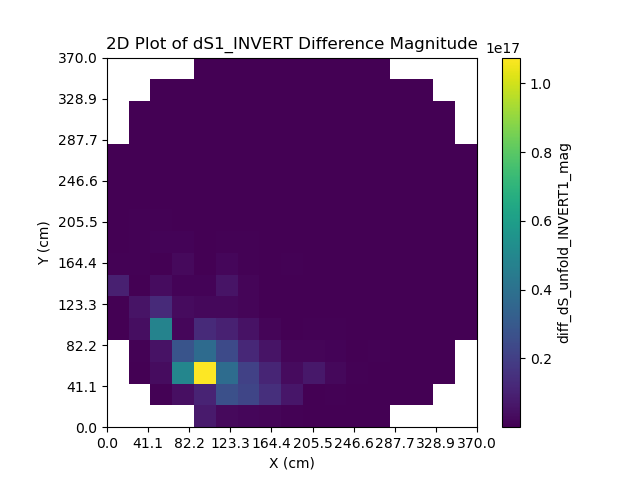 2D Plot of dS1_INVERT Difference Magnitude
1e17
370.0
328.9
287.7
246.6
205.5
164.4
123.3
82.2
41.1
0.0
Y (cm)
0.0 41.1 82.2 123.3 164.4 205.5 246.6 287.7 328.9 370.0
X (cm)
1.0
0.8
0.6
0.4
0.2
diff_dS_unfold_INVERT1_mag